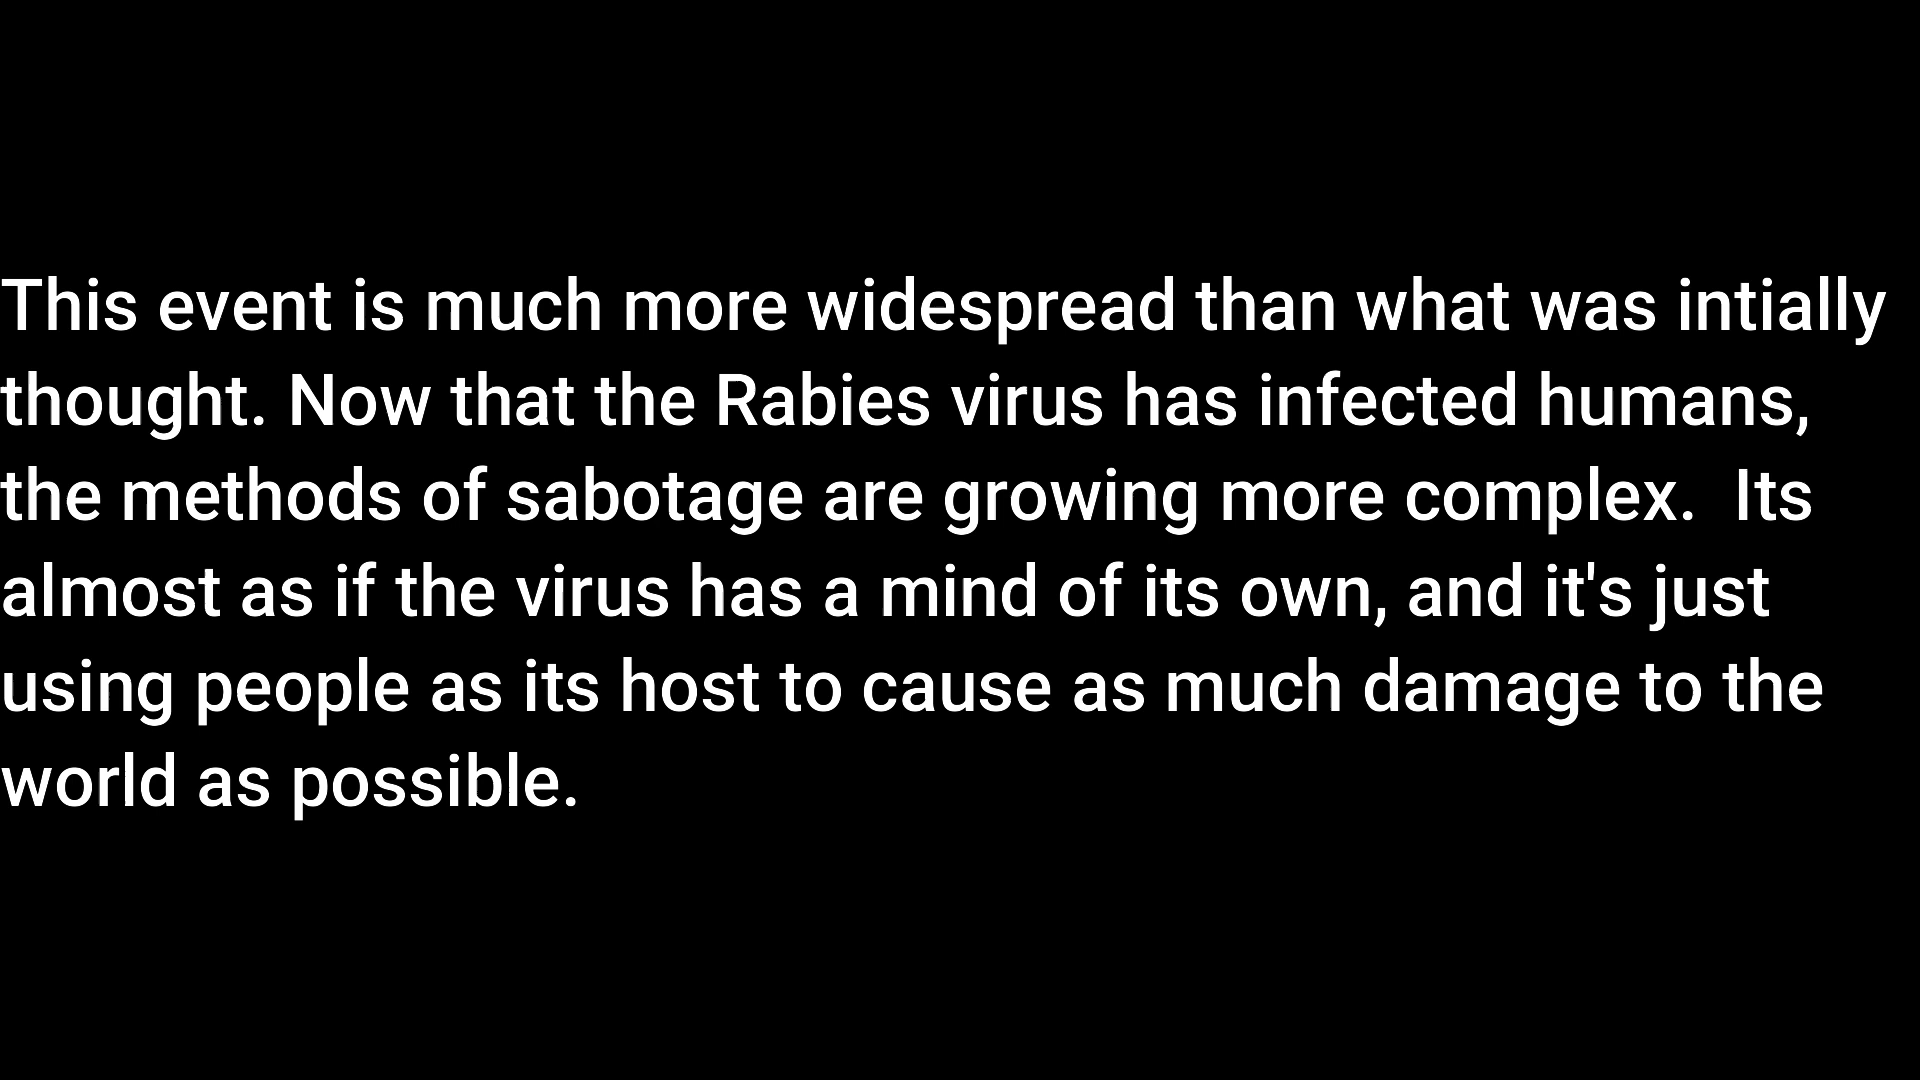 This event is much more widespread than what was intially
thought. Now that the Rabies virus has infected humans,
the methods of sabotage are growing more complex.  Its
almost as if the virus has a mind of its own, and it's just
using people as its host to cause as much damage to the
world as possible.